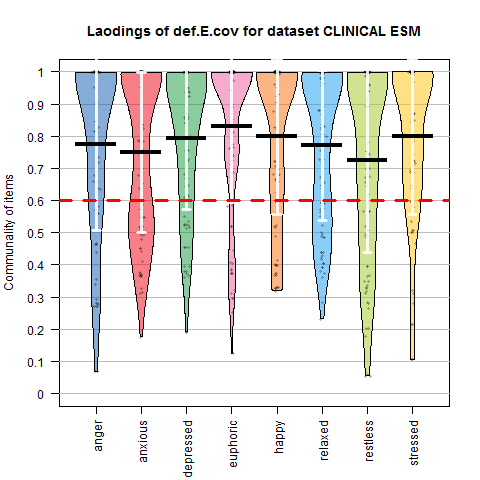 Laodings of def.E.cov for dataset CLINICAL ESM
Communality of items
1
0.9
0.8
0.7
0.6
0.5
0.4
0.3
0.2
0.1
0
anger
anxious
depressed
euphoric
happy
relaxed
restless
stressed